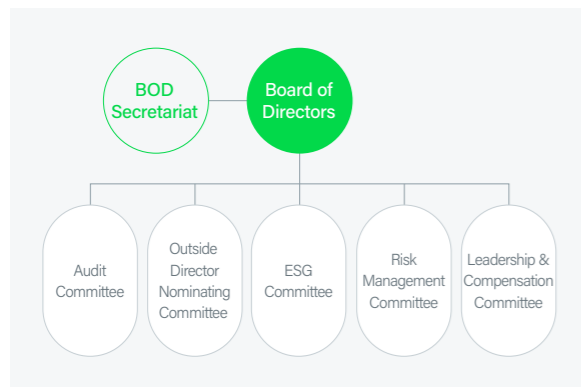 BOD
Secretariat
Board of
Directors
Audit
Committee
Outside
Director
Nominating
Committee
ESG
Committee
Risk
Management
Committee
Leadership &
Compensation
Committee